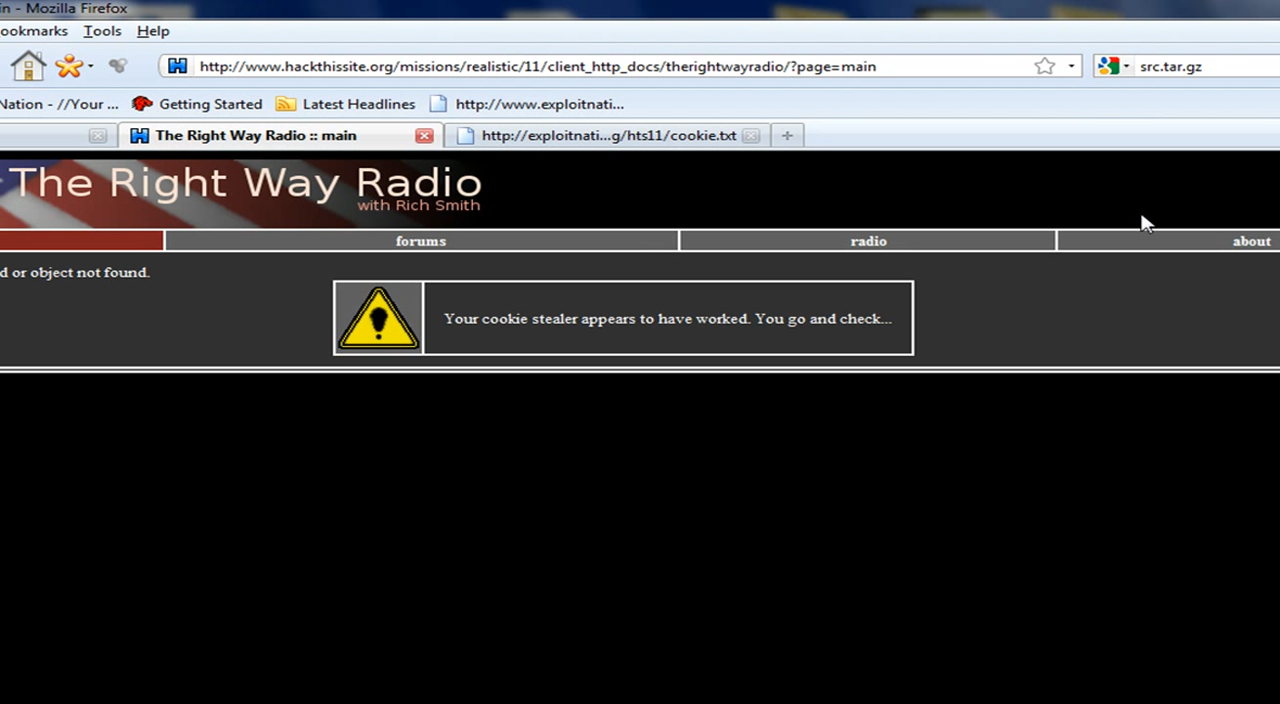 in - Mozilla Firefox
ookmarks Tools Help
http://www.hackthissite.org/missions/realistic/11/client_http_docs/therightwayradio/?page=main src.tar.gz
Nation - //Your ... Getting Started Latest Headlines http://www.exploitnati...
The Right Way Radio :: main http://exploitnati...g/hts11/cookie.txt
The Right Way Radio
with Rich Smith
forums radio about
d or object not found.
Your cookie stealer appears to have worked. You go and check...